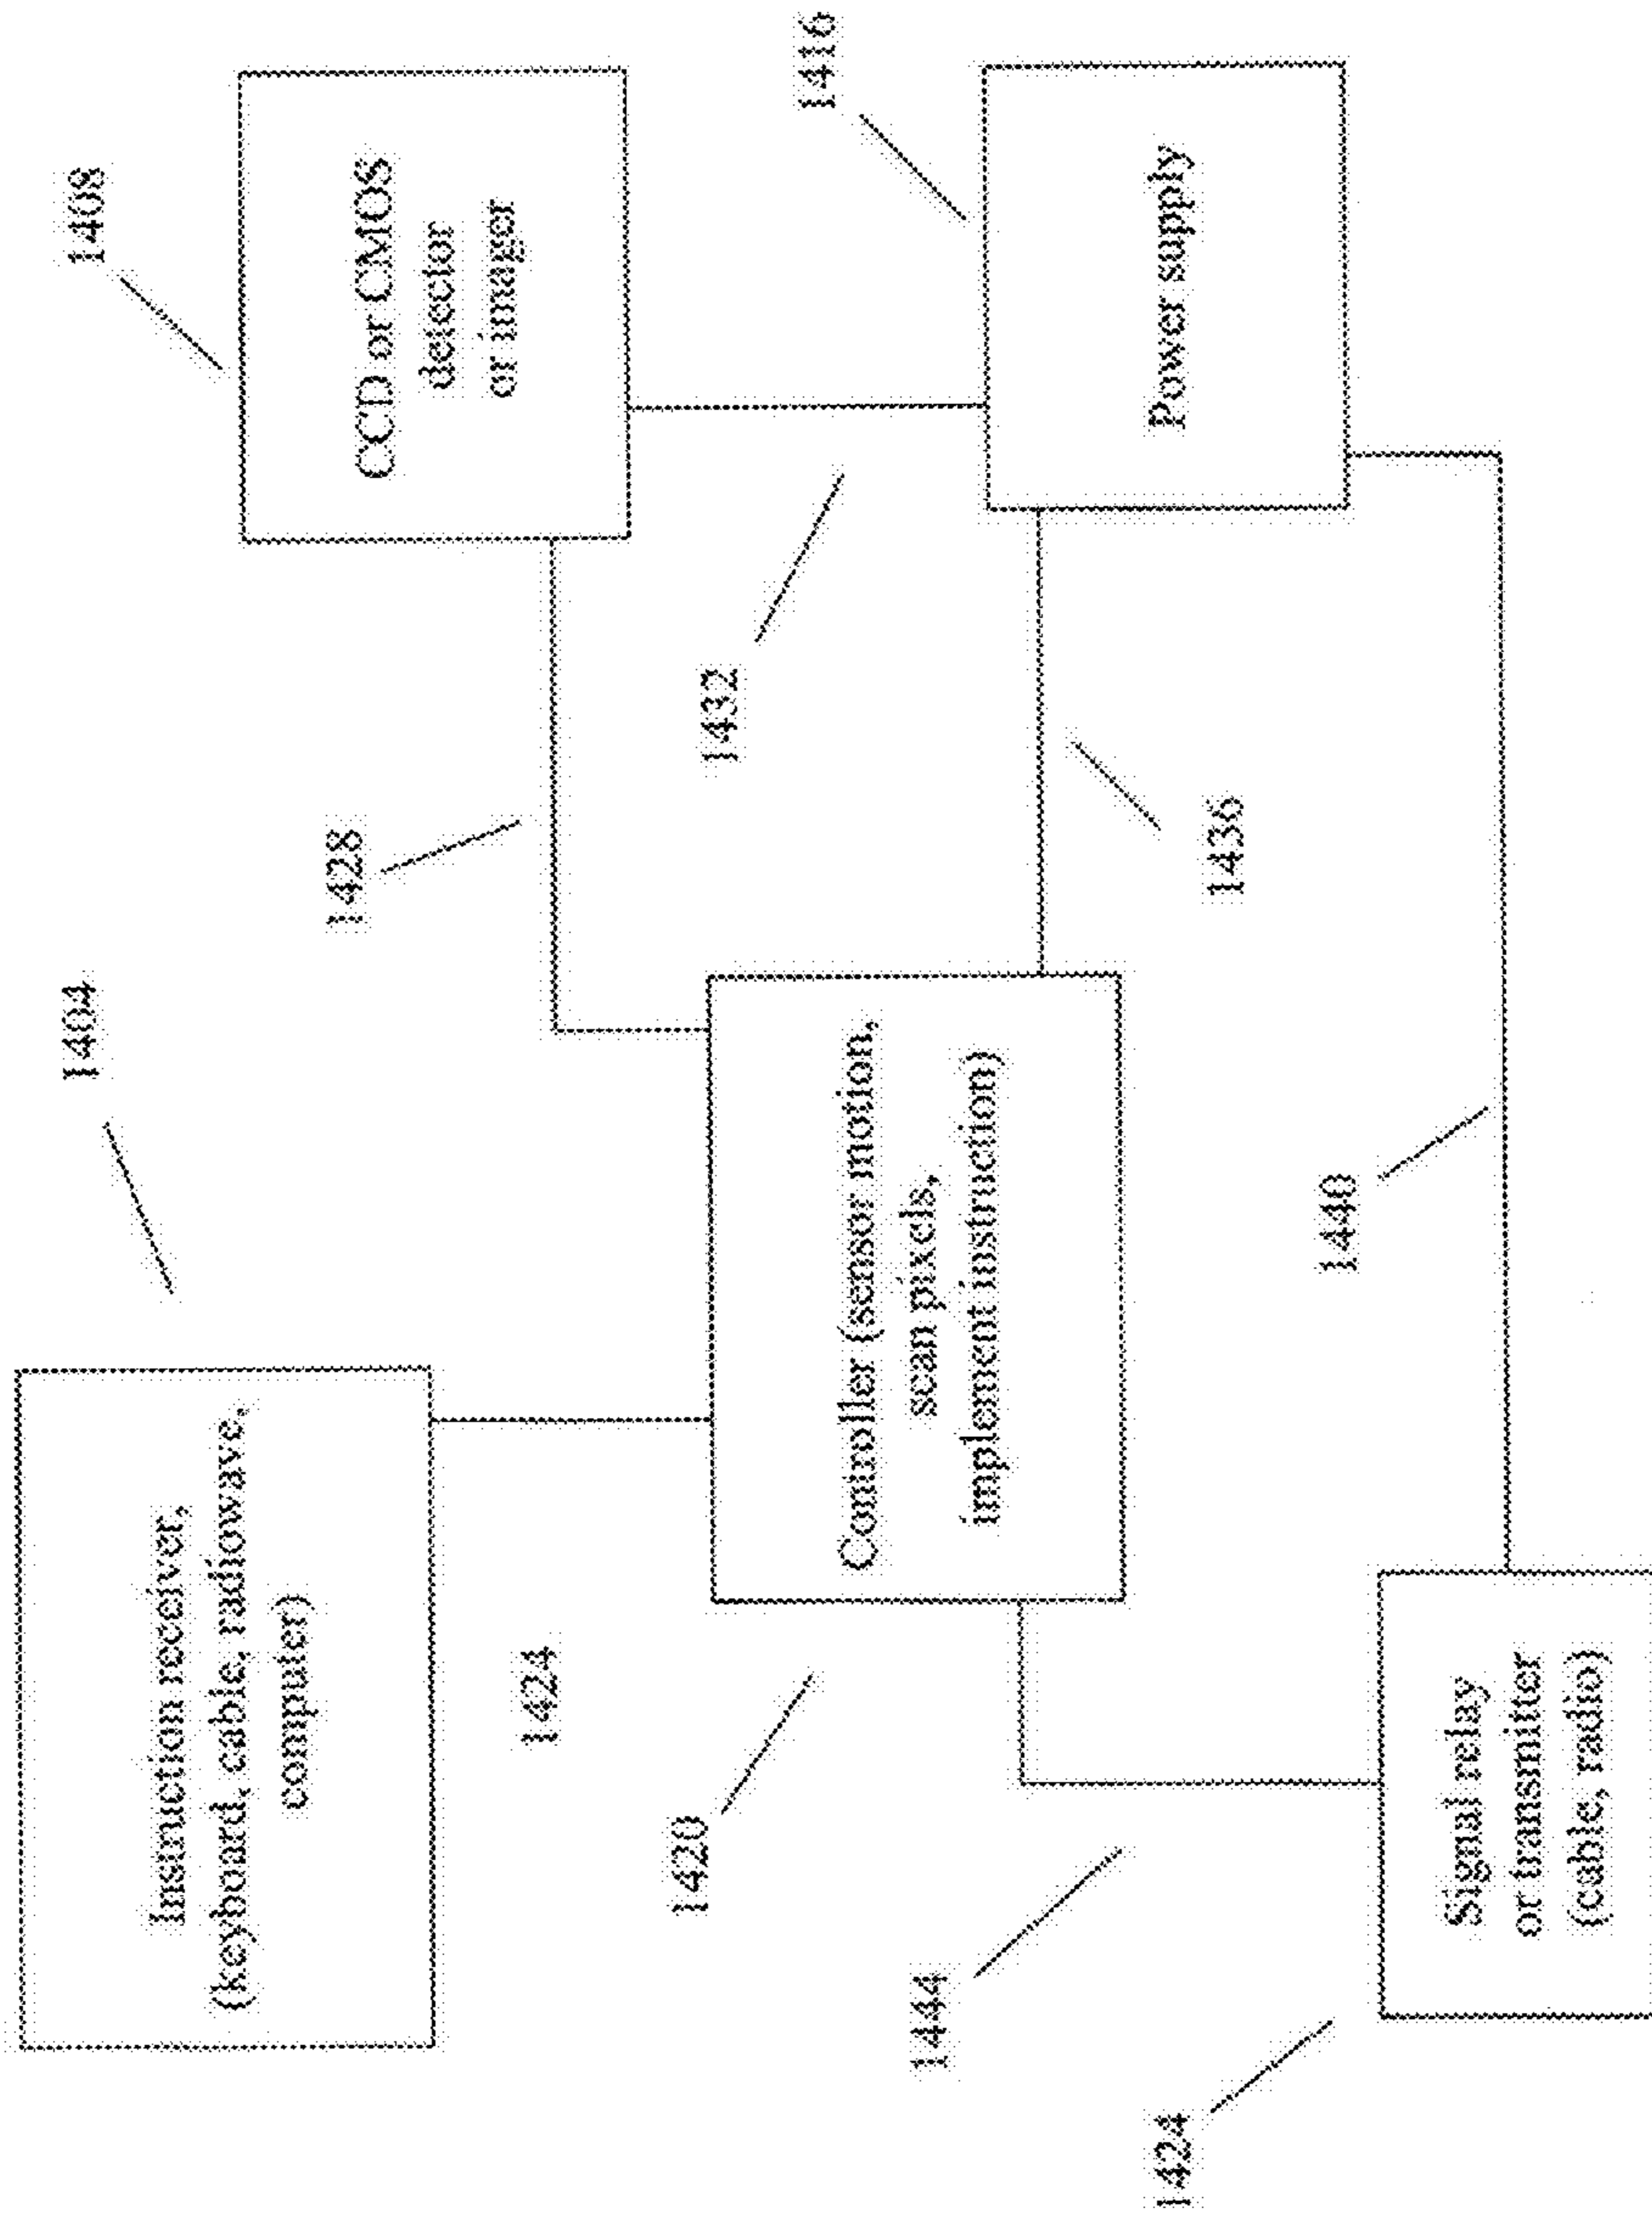 1404
1408
Instruction receiver,
(keyboard, cable, radiowave,
computer)
CCD or CMOS
detector
or imager
1428
1424
1420
1432
1416
Controller (sensor motion,
scan pixels,
implement instruction)
Power supply
1444
1436
1424
1440
Signal relay
or transmitter
(cable, radio)